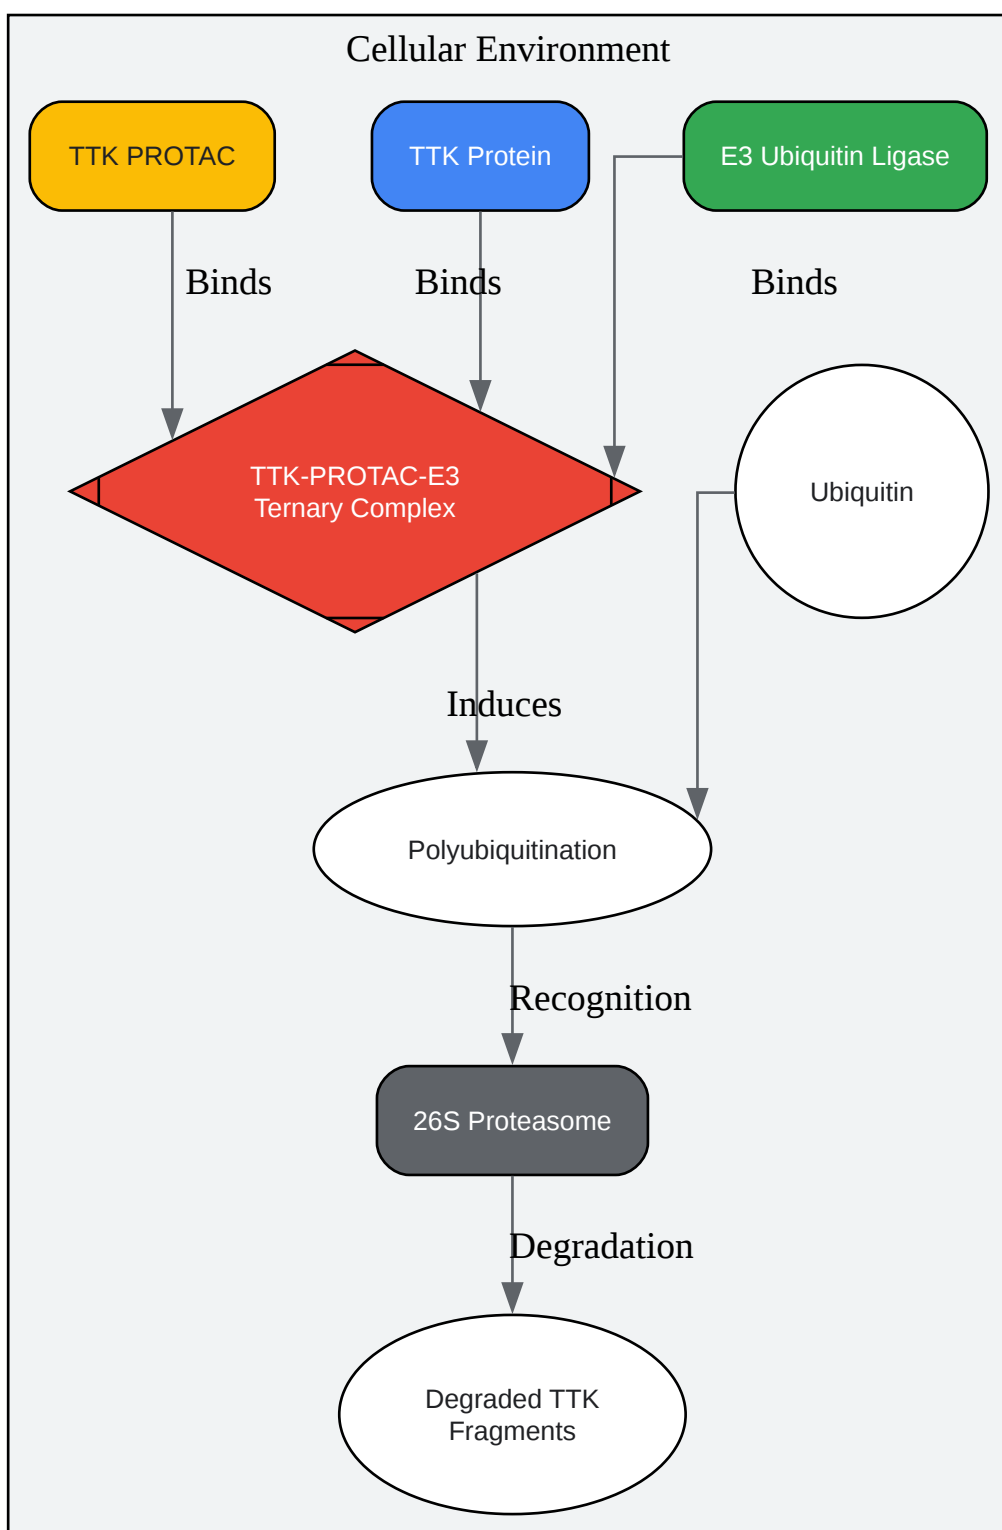 Cellular Environment
TTK PROTAC
TTK Protein
E3 Ubiquitin Ligase
Binds
Binds
Binds
TTK-PROTAC-E3
Ternary Complex
Ubiquitin
Induces
Polyubiquitination
Recognition
26S Proteasome
Degradation
Degraded TTK
Fragments